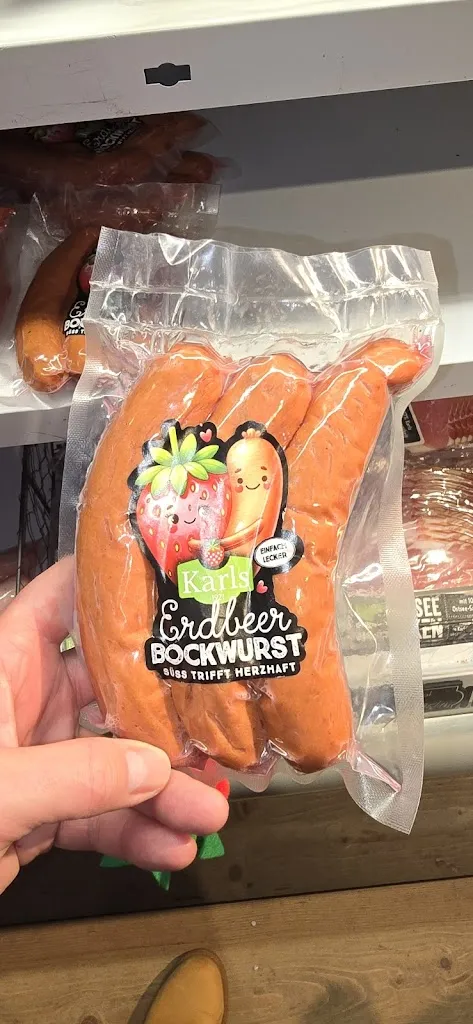 EINFACH
LECKER
Karls
Erdbeer
BOCKWURST
SÜSS TRIFFT HERZHAFT